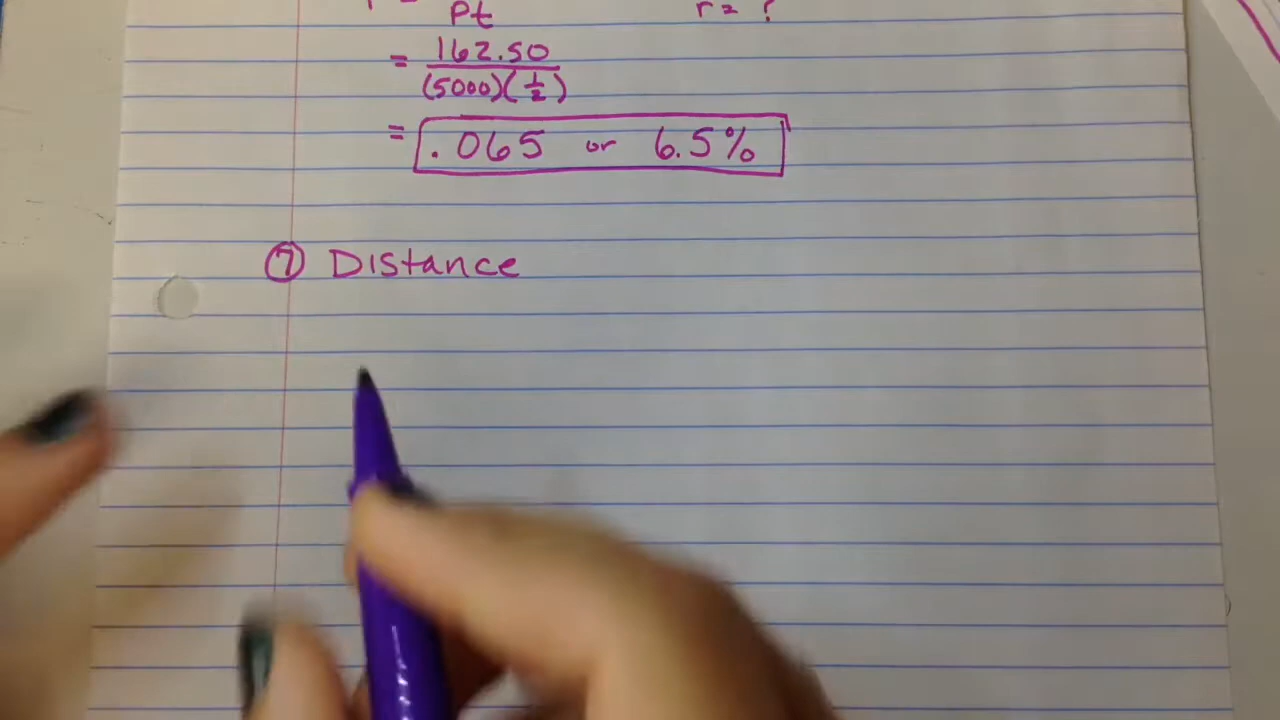 Pt r = ?
= 162.50
(5000)(1/2)
= .065 or 6.5%
⑦ Distance